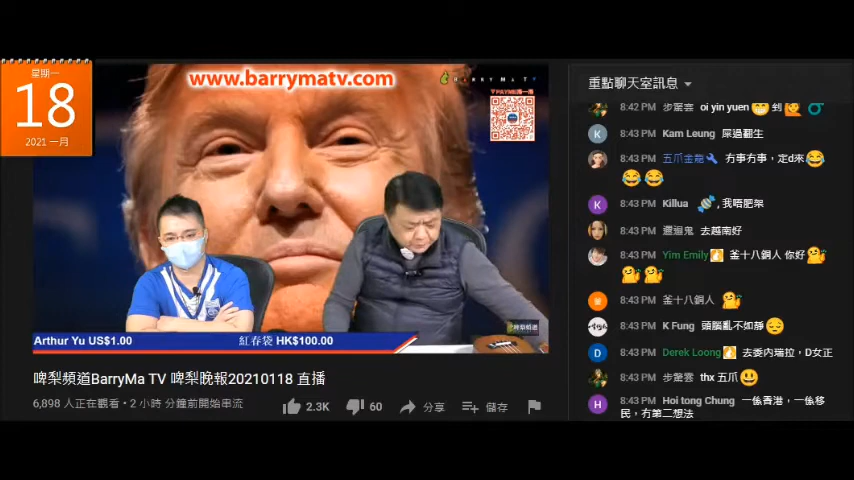 星期一
18
2021 一月
www.barrymatv.com
BARRY MA TV
Arthur Yu US$1.00
紅春袋 HK$100.00
啤梨頻道BarryMa TV 啤梨晚報20210118 直播
6,898 人正在觀看 • 2 小時 分鐘前開始串流
2.3K
60
分享
儲存
重點聊天室訊息
8:42 PM 步驚雲 oi yin yuen😁到🙋
K
8:43 PM Kam Leung 屎過翻生
8:43 PM 五爪金龍🔧 冇事冇事,定d來😂
😂😂
K
8:43 PM Killua 🍬, 我唔肥架
8:43 PM 遭迴鬼 去越南好
8:43 PM Yim Emily 釜十八銅人 你好🤗
🤗🤗
8:43 PM 釜十八銅人 🤗
8:43 PM K Fung 頭腦亂不如靜😔
D
8:43 PM Derek Loong 去委內瑞拉,D女正
8:43 PM 步驚雲 thx 五爪😃
H
8:43 PM Hoi tong Chung 一係香港,一係移
民,冇第二想法